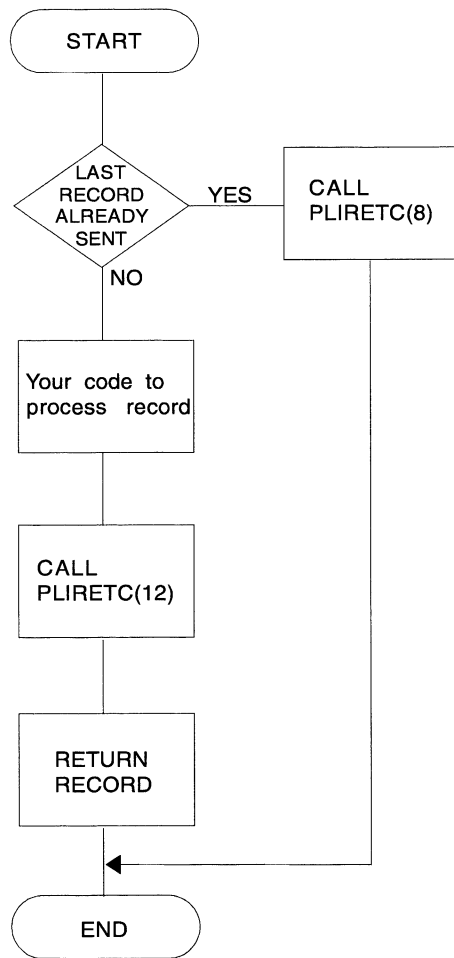 START
LAST
RECORD
ALREADY
SENT
YES
CALL
PLIRETC(8)
NO
Your code to
process record
CALL
PLIRETC(12)
RETURN
RECORD
END